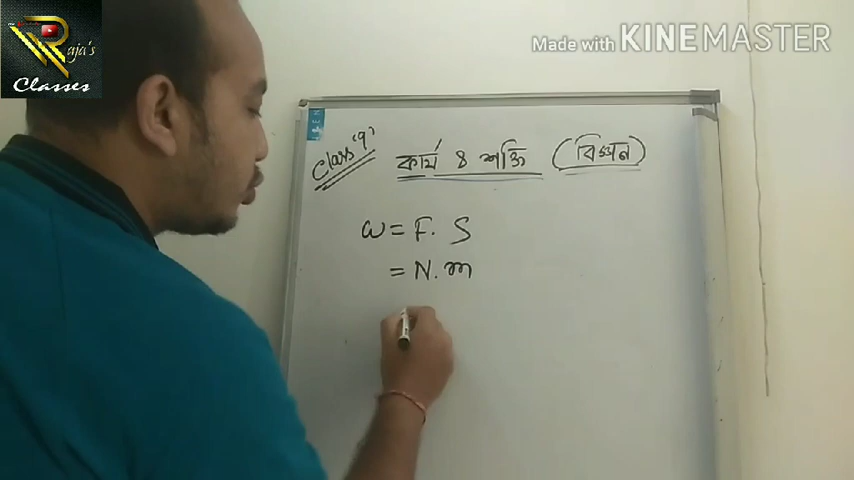 Raja's
Classes
Made with KINEMASTER
Class '9'
কার্য ও শক্তি (বিজ্ঞান)
W = F. S
= N. m